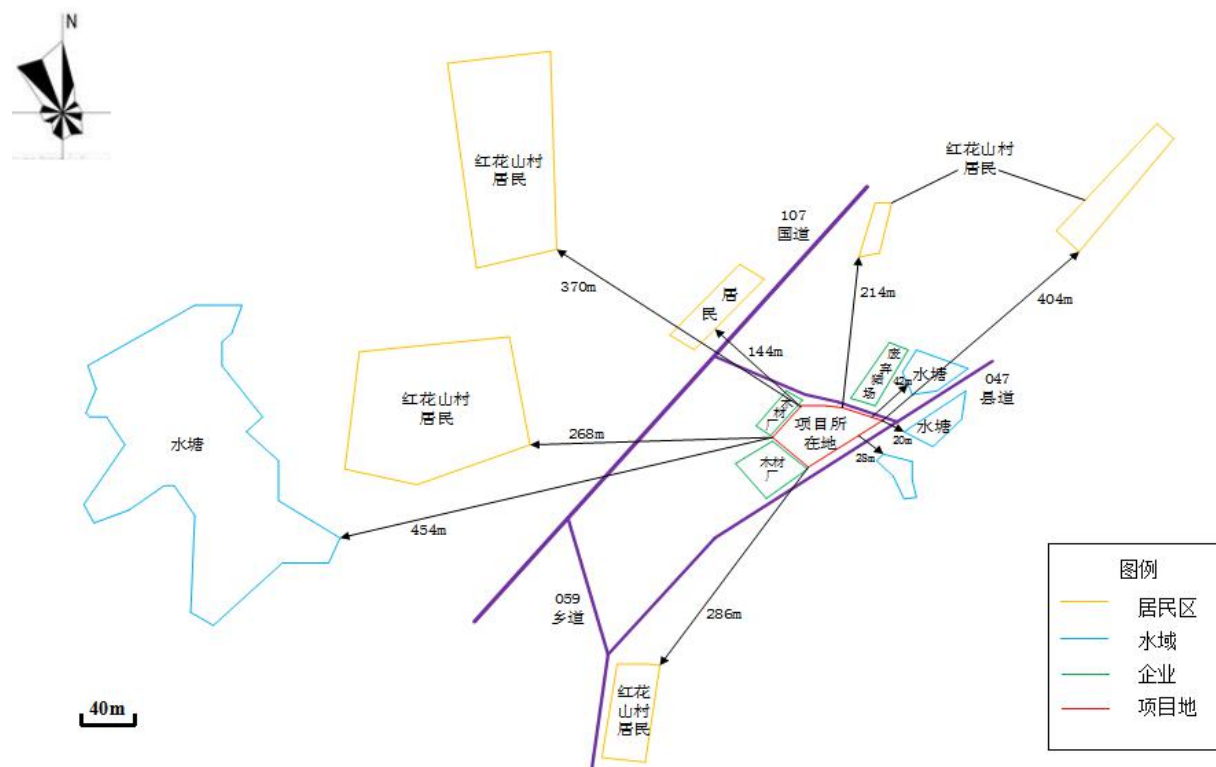 N
红花山村
居民
红花山村
居民
107
国道
370m
居
民
214m
404m
144m
废
弃
猪
场
42m
水塘
047
县道
水塘
红花山村
居民
268m
木
材
厂
项目所
在地
水塘
20m
28m
木材
厂
454m
059
乡道
286m
红花
山村
居民
40m
图例
居民区
水域
企业
项目地